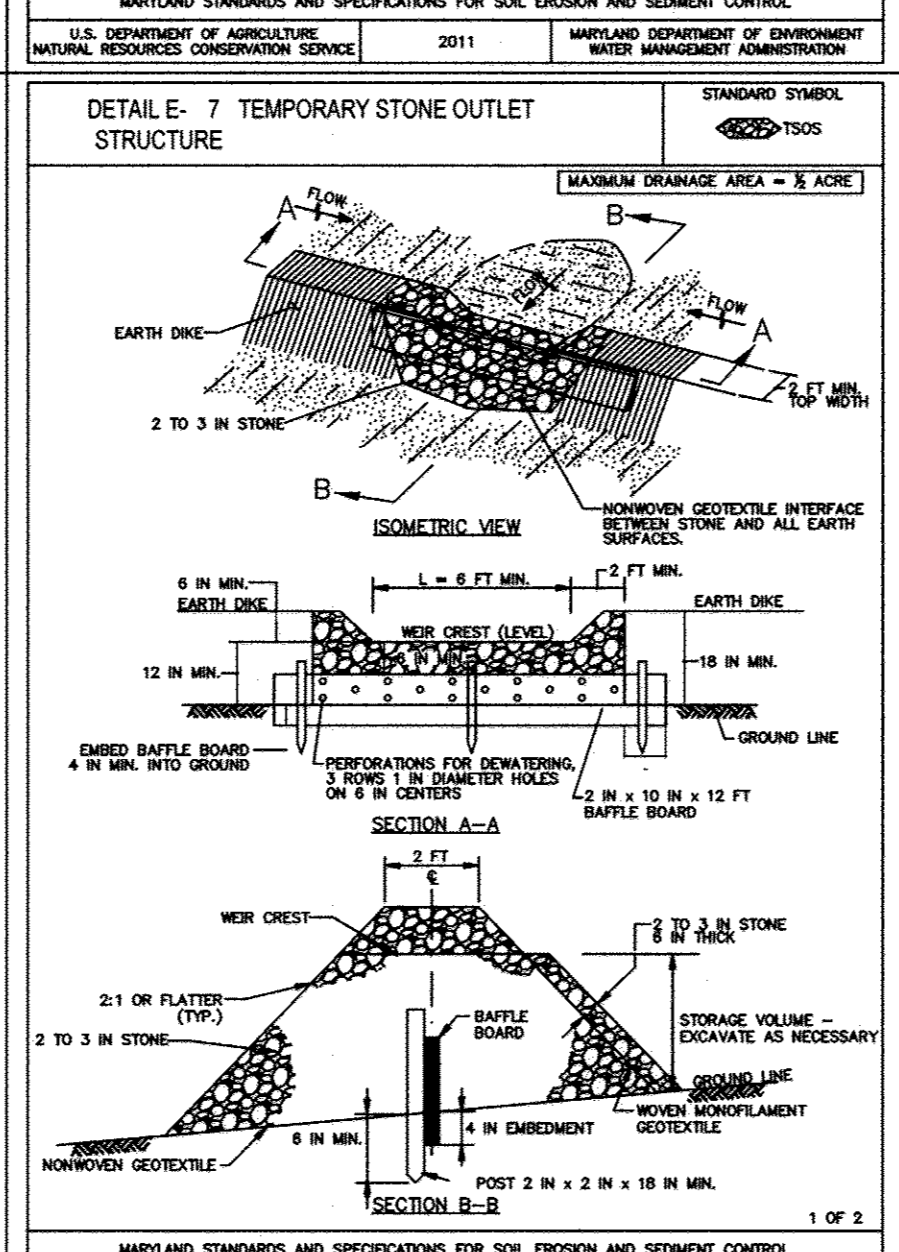 MARYLAND STANDARDS AND SPECIFICATIONS FOR SOIL EROSION AND SEDIMENT CONTROL
U.S. DEPARTMENT OF AGRICULTURE
NATURAL RESOURCES CONSERVATION SERVICE
2011
MARYLAND DEPARTMENT OF ENVIRONMENT
WATER MANAGEMENT ADMINISTRATION
DETAIL E- 7 TEMPORARY STONE OUTLET
STRUCTURE
STANDARD SYMBOL
TSOS
MAXIMUM DRAINAGE AREA = ½ ACRE
A
FLOW
B
FLOW
FLOW
A
EARTH DIKE
2 FT MIN.
TOP WIDTH
2 TO 3 IN STONE
B
NONWOVEN GEOTEXTILE INTERFACE
BETWEEN STONE AND ALL EARTH
SURFACES.
ISOMETRIC VIEW
6 IN MIN.
L = 6 FT MIN.
2 FT MIN.
EARTH DIKE
EARTH DIKE
WEIR CREST (LEVEL)
IN MIN.
12 IN MIN.
18 IN MIN.
GROUND LINE
EMBED BAFFLE BOARD
4 IN MIN. INTO GROUND
PERFORATIONS FOR DEWATERING,
3 ROWS 1 IN DIAMETER HOLES
ON 6 IN CENTERS
2 IN x 10 IN x 12 FT
BAFFLE BOARD
SECTION A-A
2 FT
℄
WEIR CREST
2 TO 3 IN STONE
6 IN THICK
2:1 OR FLATTER
(TYP.)
BAFFLE
BOARD
STORAGE VOLUME -
EXCAVATE AS NECESSARY
2 TO 3 IN STONE
GROUND LINE
WOVEN MONOFILAMENT
GEOTEXTILE
6 IN MIN.
4 IN EMBEDMENT
NONWOVEN GEOTEXTILE
POST 2 IN x 2 IN x 18 IN MIN.
SECTION B-B
1 OF 2
MARYLAND STANDARDS AND SPECIFICATIONS FOR SOIL EROSION AND SEDIMENT CONTROL